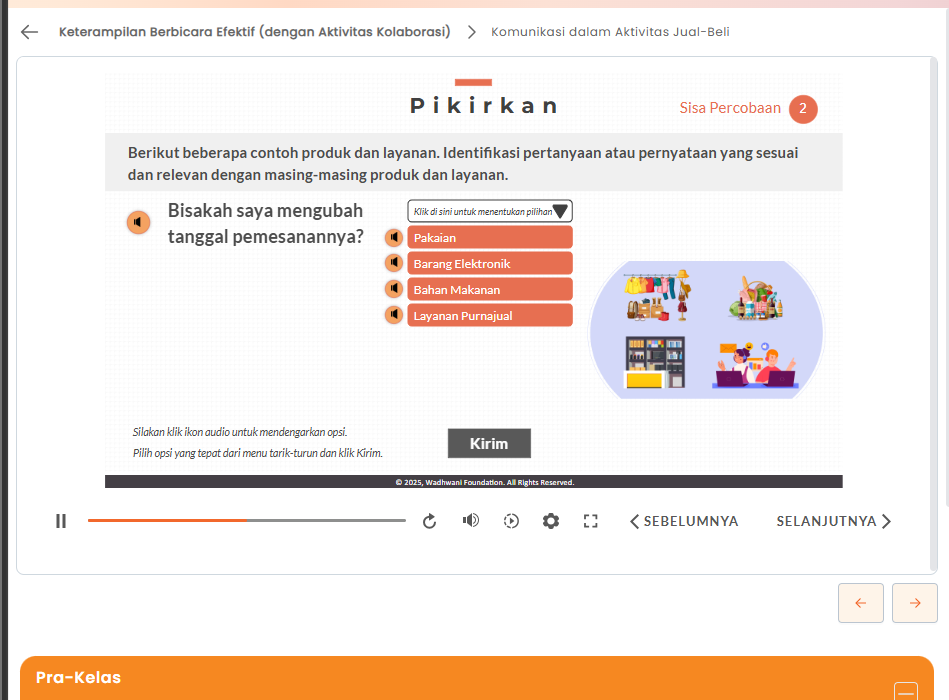 Keterampilan Berbicara Efektif (dengan Aktivitas Kolaborasi)
Komunikasi dalam Aktivitas Jual-Beli
Pikirkan
Sisa Percobaan 2
Berikut beberapa contoh produk dan layanan. Identifikasi pertanyaan atau pernyataan yang sesuai
dan relevan dengan masing-masing produk dan layanan.
Bisakah saya mengubah
tanggal pemesanannya?
Klik di sini untuk menentukan pilihan
Pakaian
Barang Elektronik
Bahan Makanan
Layanan Purnajual
Silakan klik ikon audio untuk mendengarkan opsi.
Pilih opsi yang tepat dari menu tarik-turun dan klik Kirim.
Kirim
© 2025, Wadhwani Foundation. All Rights Reserved.
SEBELUMNYA
SELANJUTNYA
Pra-Kelas